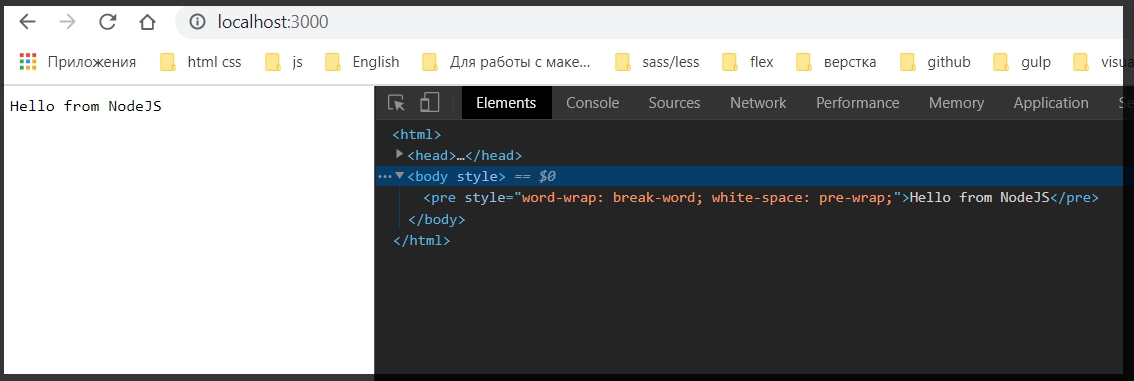 localhost:3000
Приложения html css js English Для работы с маке... sass/less flex верстка github gulp visua
Hello from NodeJS
Elements Console Sources Network Performance Memory Application Se
<html>
<head>…</head>
<body style> == $0
<pre style="word-wrap: break-word; white-space: pre-wrap;">Hello from NodeJS</pre>
</body>
</html>